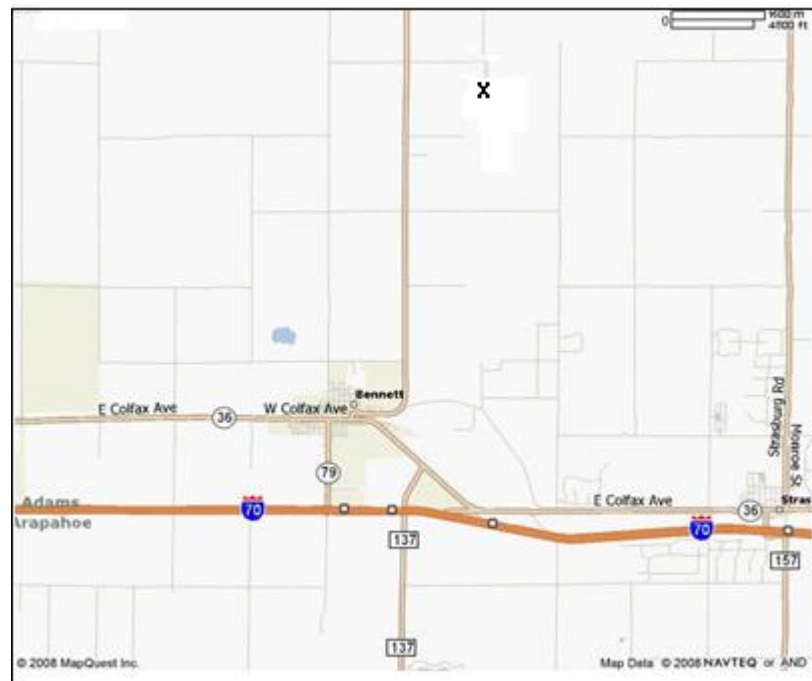 1600 m
0
4800 ft
X
Bennett
E Colfax Ave
36
W Colfax Ave
Strasburg Rd
Monroe St
79
Adams
Arapahoe
70
E Colfax Ave
36
Stras
137
70
157
137
© 2008 MapQuest Inc.
Map Data © 2008 NAVTEQ or AND